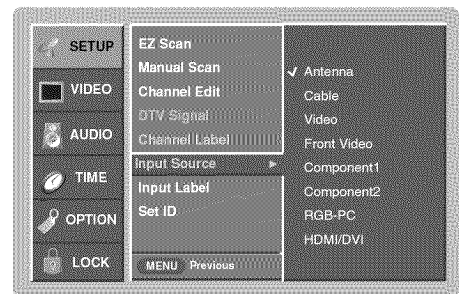 SETUP
VIDEO
AUDIO
TIME
OPTION
LOCK
EZ Scan
Manual Scan
Channel Edit
DTV Signal
Channel Label
Input Source
Input Label
Set ID
MENU Previous
Antenna
Cable
Video
Front Video
Component1
Component2
RGB-PC
HDMI/DVI